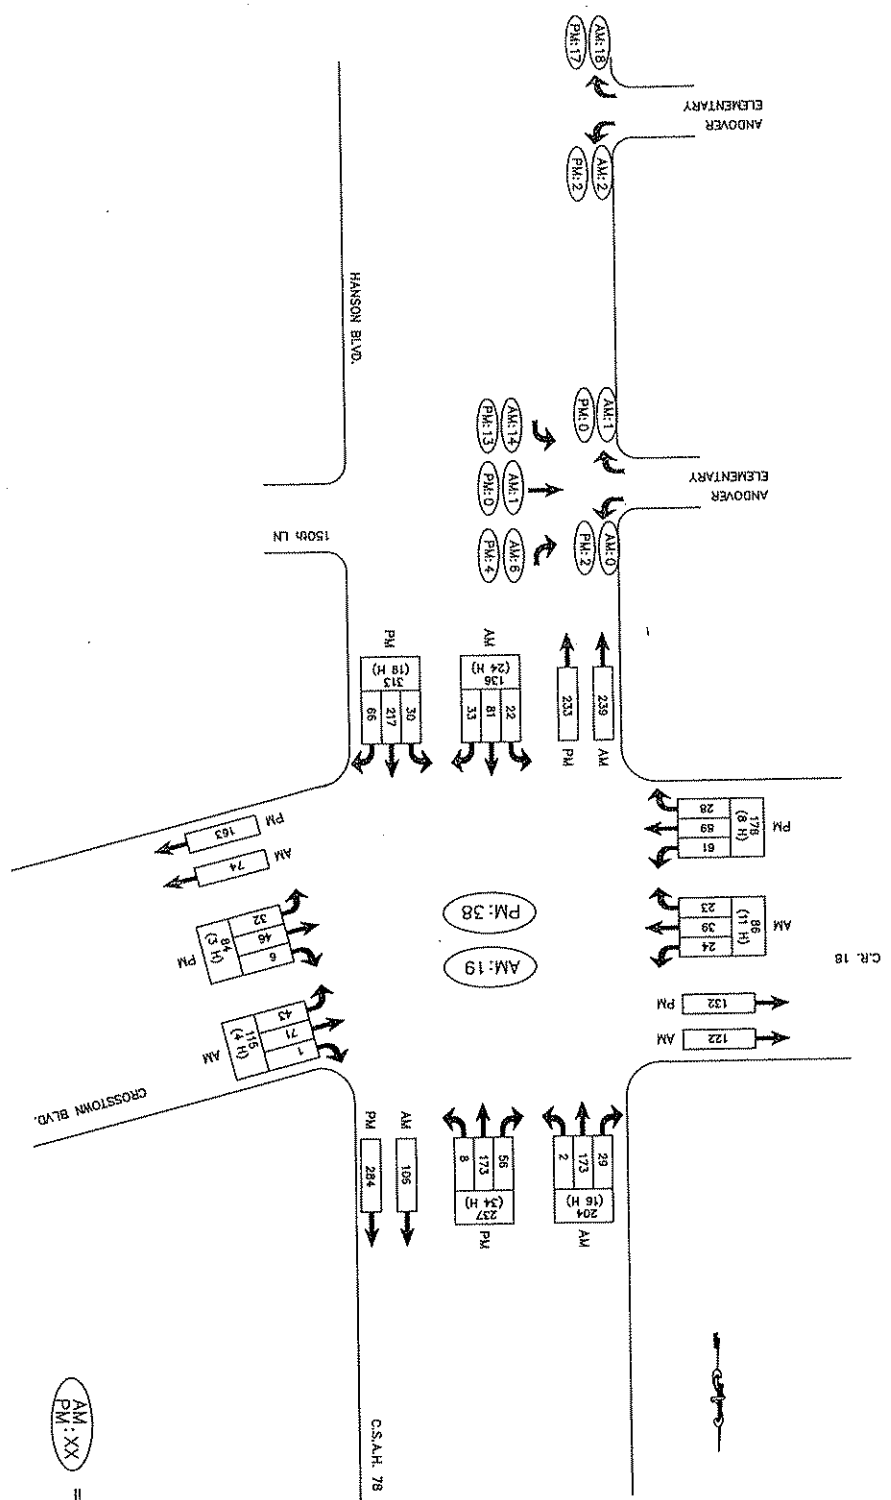 AM:18
PM:17
ANDOVER
ELEMENTARY
AM:2
PM:2
HANSON BLVD.
AM:1
PM:0
ANDOVER
ELEMENTARY
AM:0
PM:2
AM:14
PM:13
AM:1
PM:0
AM:6
PM:4
150th LN
PM
313
(18 H)
66
217
30
AM
136
(24 H)
33
81
22
233
PM
239
AM
PM
163
AM
74
PM
84
(3 H)
32
46
6
AM
115
(4 H)
43
71
1
CROSSTOWN BLVD.
PM:38
AM:19
PM
178
(8 H)
28
89
61
AM
86
(11 H)
23
39
24
C.R. 18
PM
132
AM
122
PM
284
AM
106
8
173
56
237
(34 H)
PM
2
173
29
204
(16 H)
AM
C.S.A.H. 78
AM
PM:XX
=